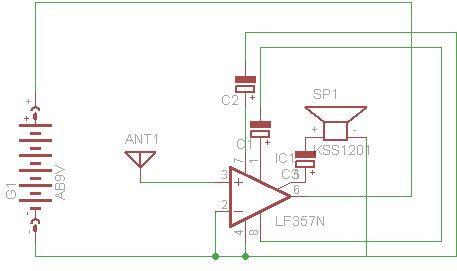 SP1
+ -
KSS1201
C2
+
C1
+
ANT1
IC1
C3
+
G1
AB9V
+
+
-
-
3
2
7
1
5
6
4
8
+
-
LF357N